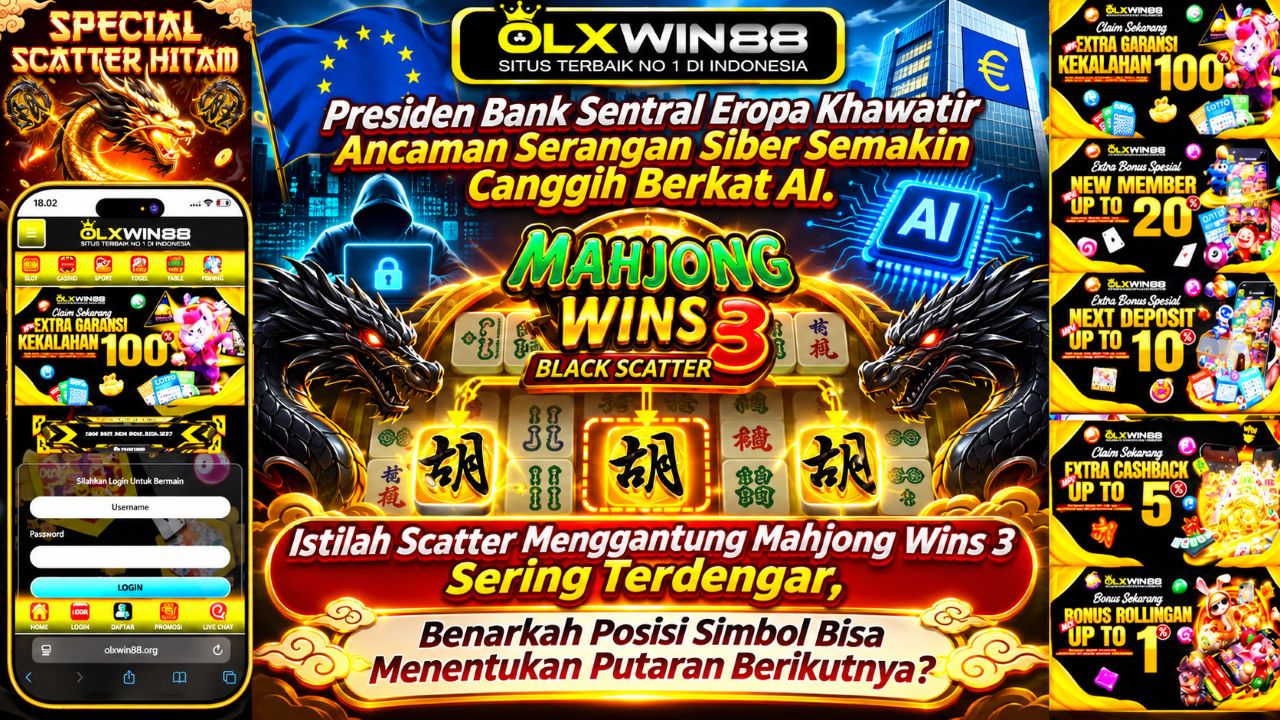 SPECIAL
SCATTER HITAM
18.02
OLXWIN88
SITUS TERBAIK NO 1 DI INDONESIA
SLOT
CASINO
SPORT
TOGEL
TABLE
FISHING
OLXWIN88
Claim Sekarang
EXTRA GARANSI
KEKALAHAN 100%
Silahkan Login Untuk Bermain
Username
Password
LOGIN
HOME
LOGIN
DAFTAR
PROMOSI
LIVE CHAT
olxwin88.org
OLXWIN88
SITUS TERBAIK NO 1 DI INDONESIA
€
Presiden Bank Sentral Eropa Khawatir
Ancaman Serangan Siber Semakin
Canggih Berkat AI.
AI
MAHJONG
WINS 3
BLACK SCATTER
胡
胡
胡
Istilah Scatter Menggantung Mahjong Wins 3
Sering Terdengar,
Benarkah Posisi Simbol Bisa
Menentukan Putaran Berikutnya?
OLXWIN88
Claim Sekarang
EXTRA GARANSI
KEKALAHAN 100%
OLXWIN88
Extra Bonus Spesial
NEW MEMBER
UP TO 20%
OLXWIN88
Extra Bonus Spesial
NEXT DEPOSIT
UP TO 10%
OLXWIN88
Claim Sekarang
EXTRA CASHBACK
UP TO 5%
OLXWIN88
Bonus Sekarang
BONUS ROLLINGAN
UP TO 1%